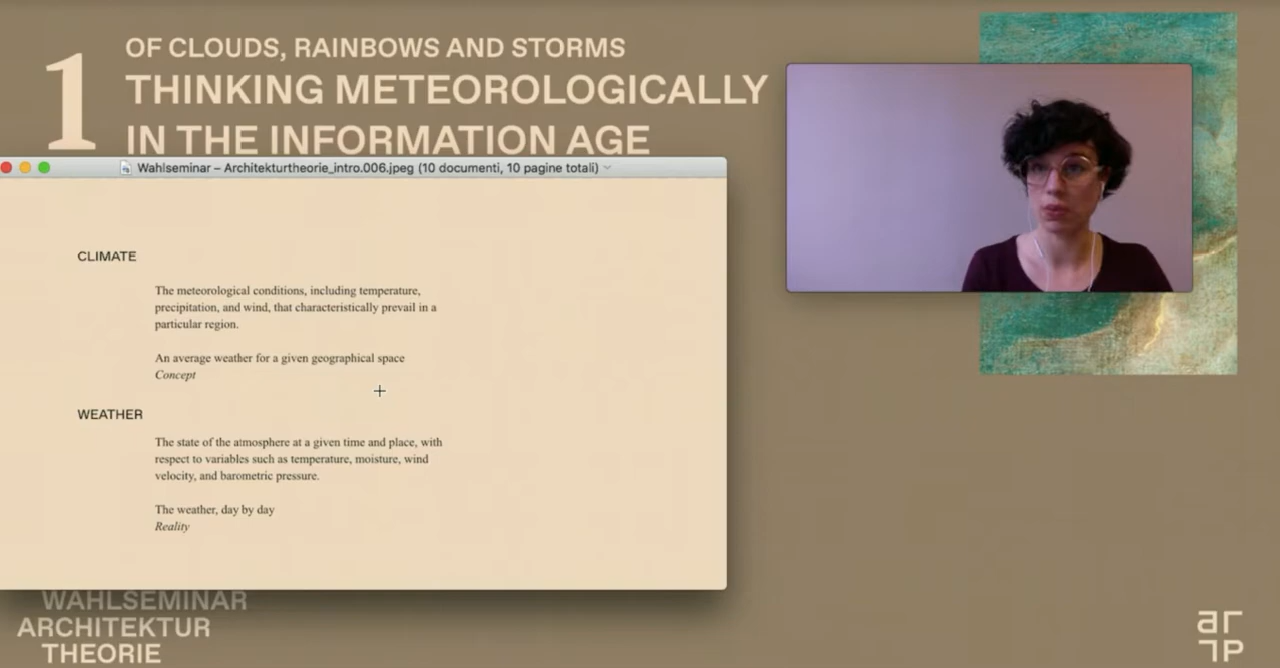 1
OF CLOUDS, RAINBOWS AND STORMS
THINKING METEOROLOGICALLY
IN THE INFORMATION AGE
Wahlseminar – Architekturtheorie_intro.006.jpeg (10 documenti, 10 pagine totali)
CLIMATE
The meteorological conditions, including temperature,
precipitation, and wind, that characteristically prevail in a
particular region.
An average weather for a given geographical space
Concept
WEATHER
The state of the atmosphere at a given time and place, with
respect to variables such as temperature, moisture, wind
velocity, and barometric pressure.
The weather, day by day
Reality
WAHLSEMINAR
ARCHITEKTUR
THEORIE